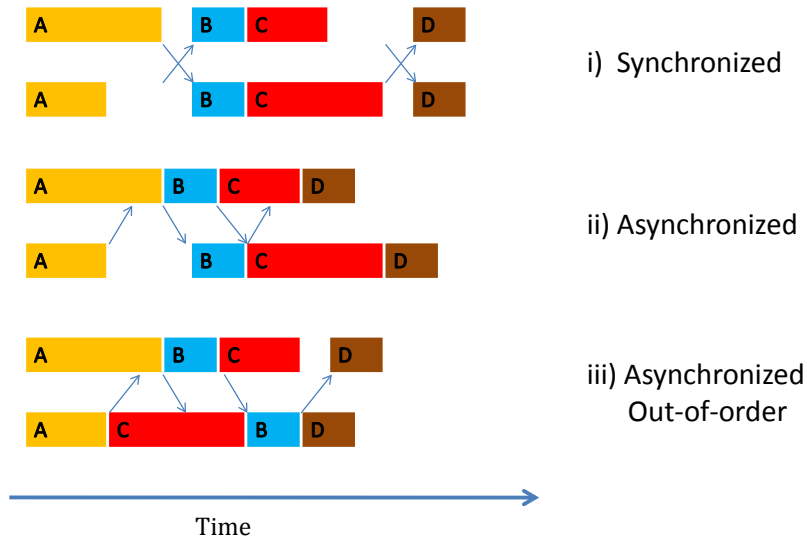 A B C D
i) Synchronized
A B C D
A B C D
ii) Asynchronized
A B C D
A B C D
iii) Asynchronized
Out-of-order
A C B D
Time